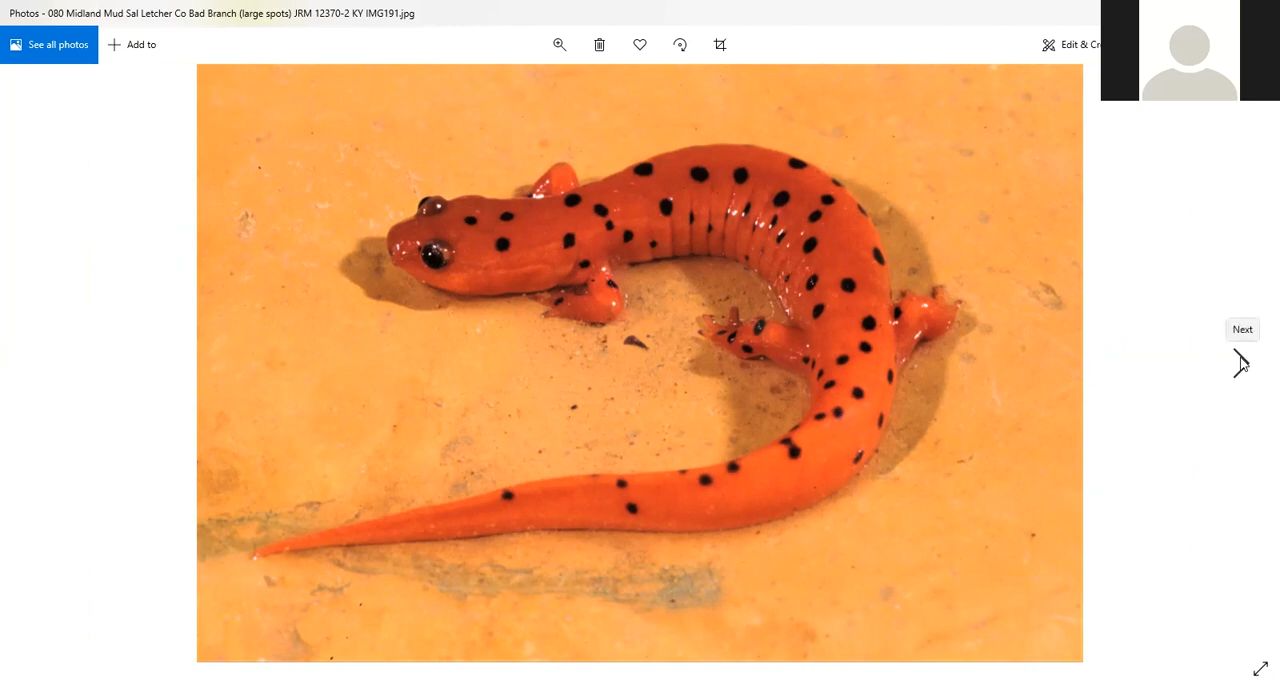 Photos - 080 Midland Mud Sal Letcher Co Bad Branch (large spots) JRM 12370-2 KY IMG191.jpg
See all photos
Add to
Edit & Cr
Next